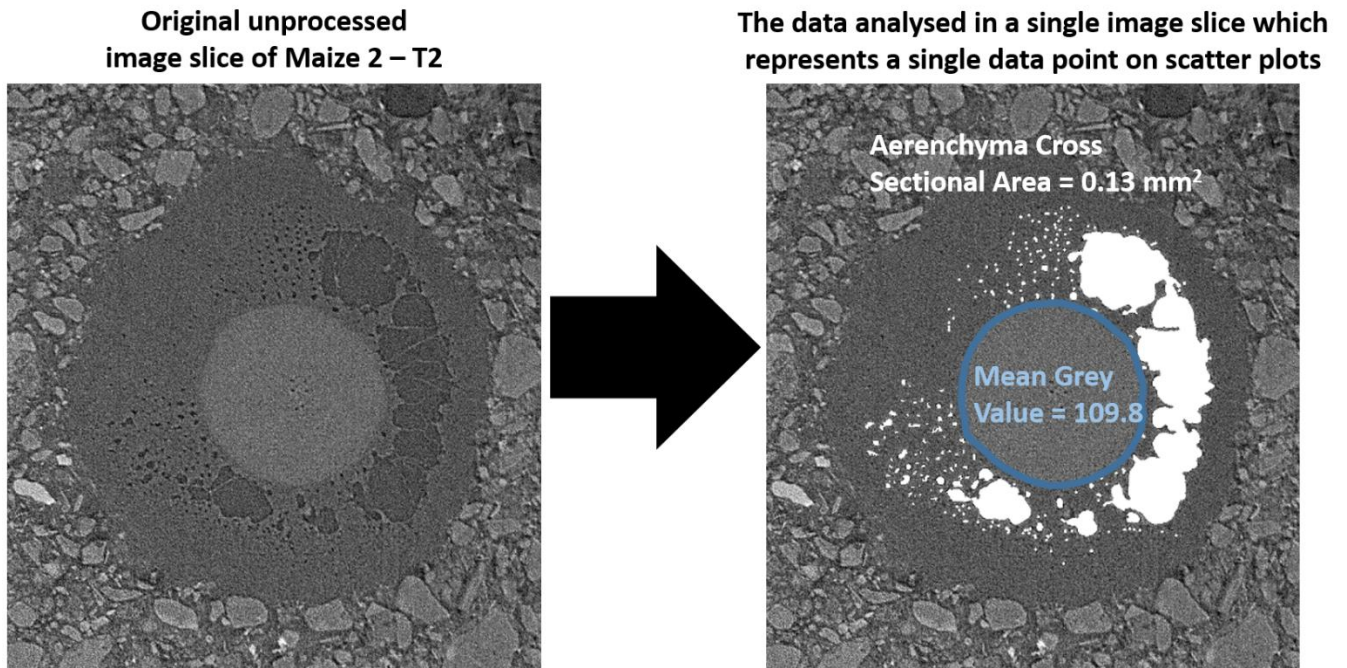 Original unprocessed
image slice of Maize 2 – T2
The data analysed in a single image slice which
represents a single data point on scatter plots
Aerenchyma Cross
Sectional Area = 0.13 mm²
Mean Grey
Value = 109.8